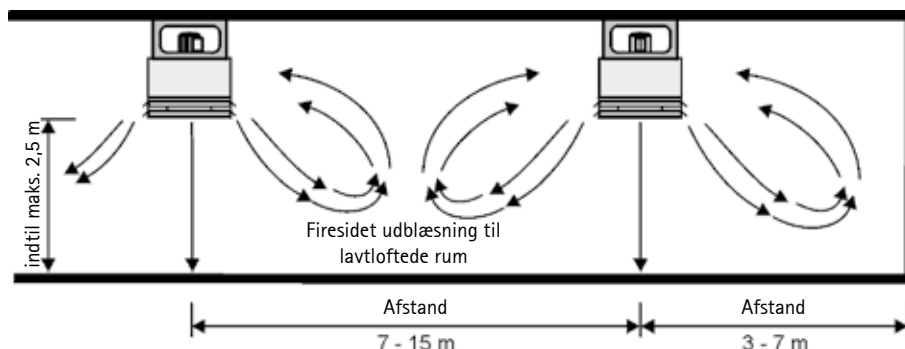 indtil maks. 2,5 m
Firesidet udblæsning til
lavtloftede rum
Afstand
7 - 15 m
Afstand
3 - 7 m